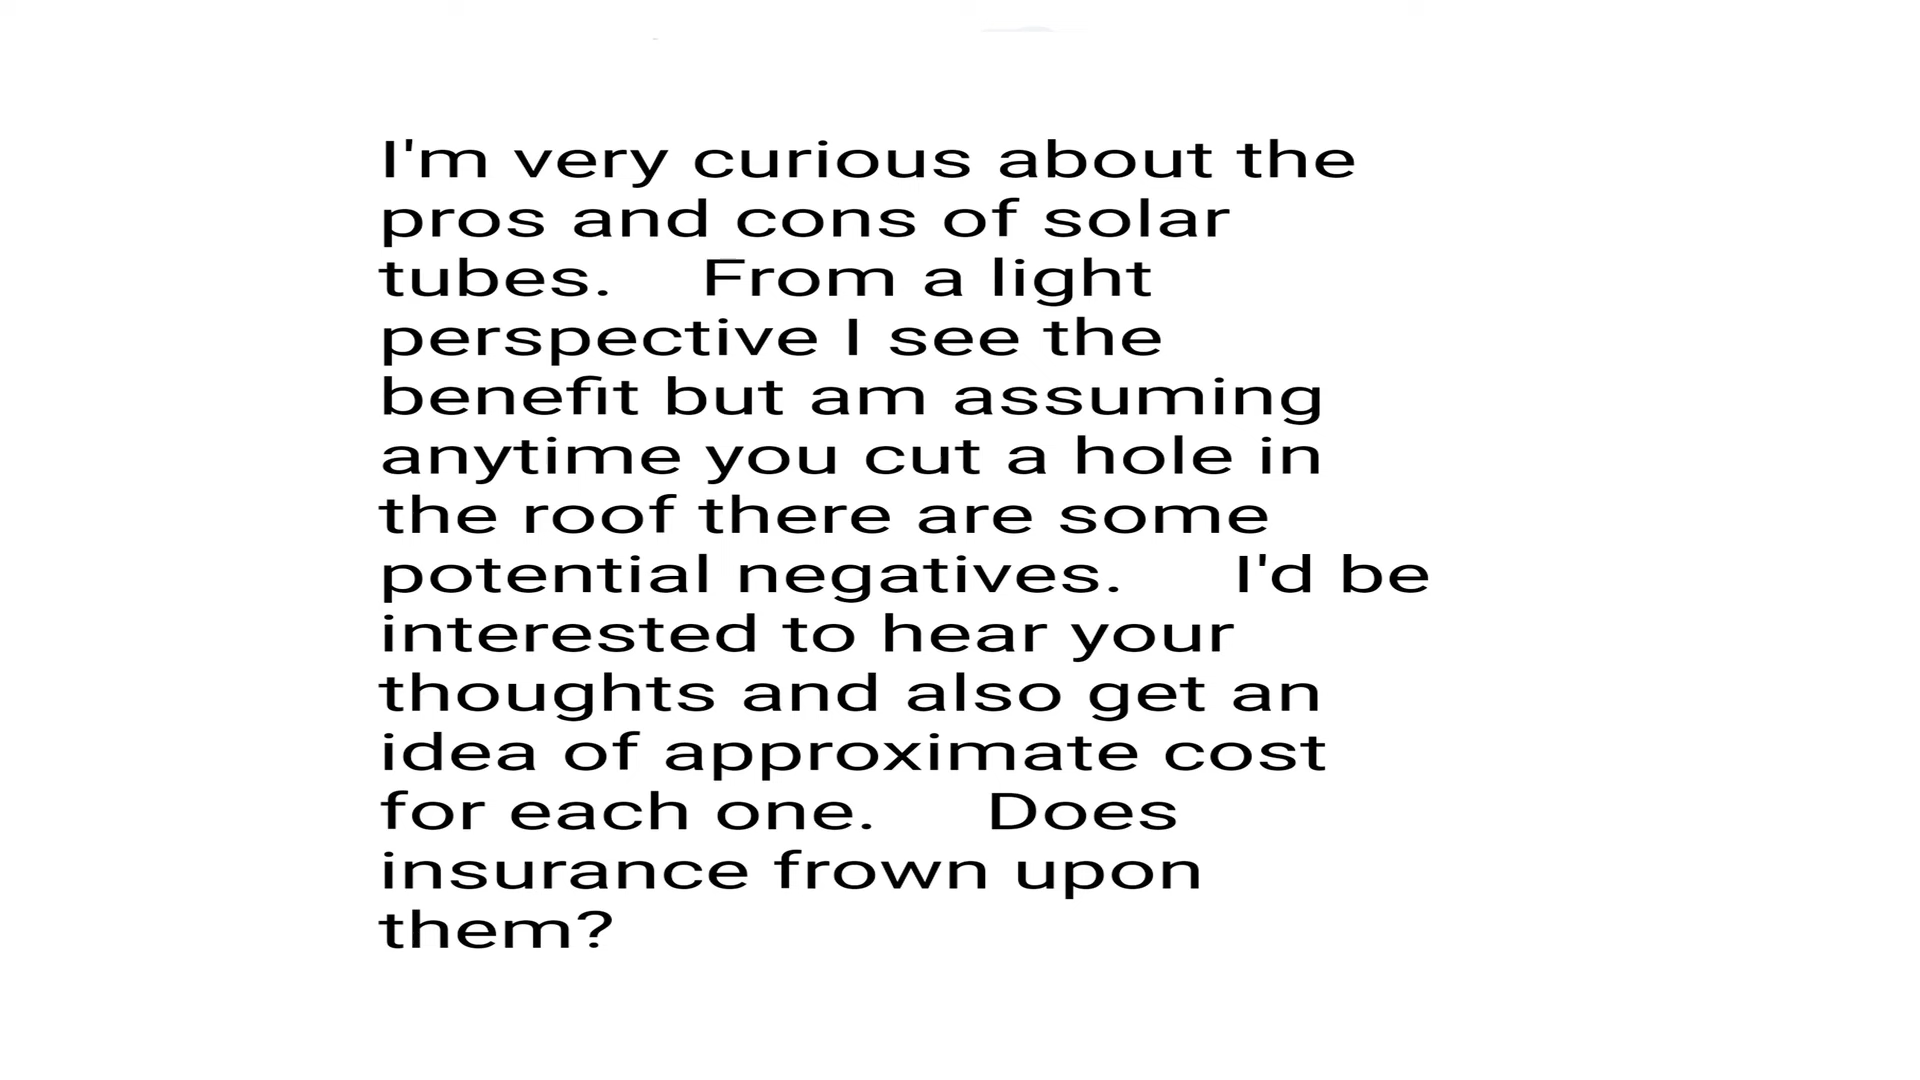 I'm very curious about the
pros and cons of solar
tubes.    From a light
perspective I see the
benefit but am assuming
anytime you cut a hole in
the roof there are some
potential negatives.     I'd be
interested to hear your
thoughts and also get an
idea of approximate cost
for each one.     Does
insurance frown upon
them?